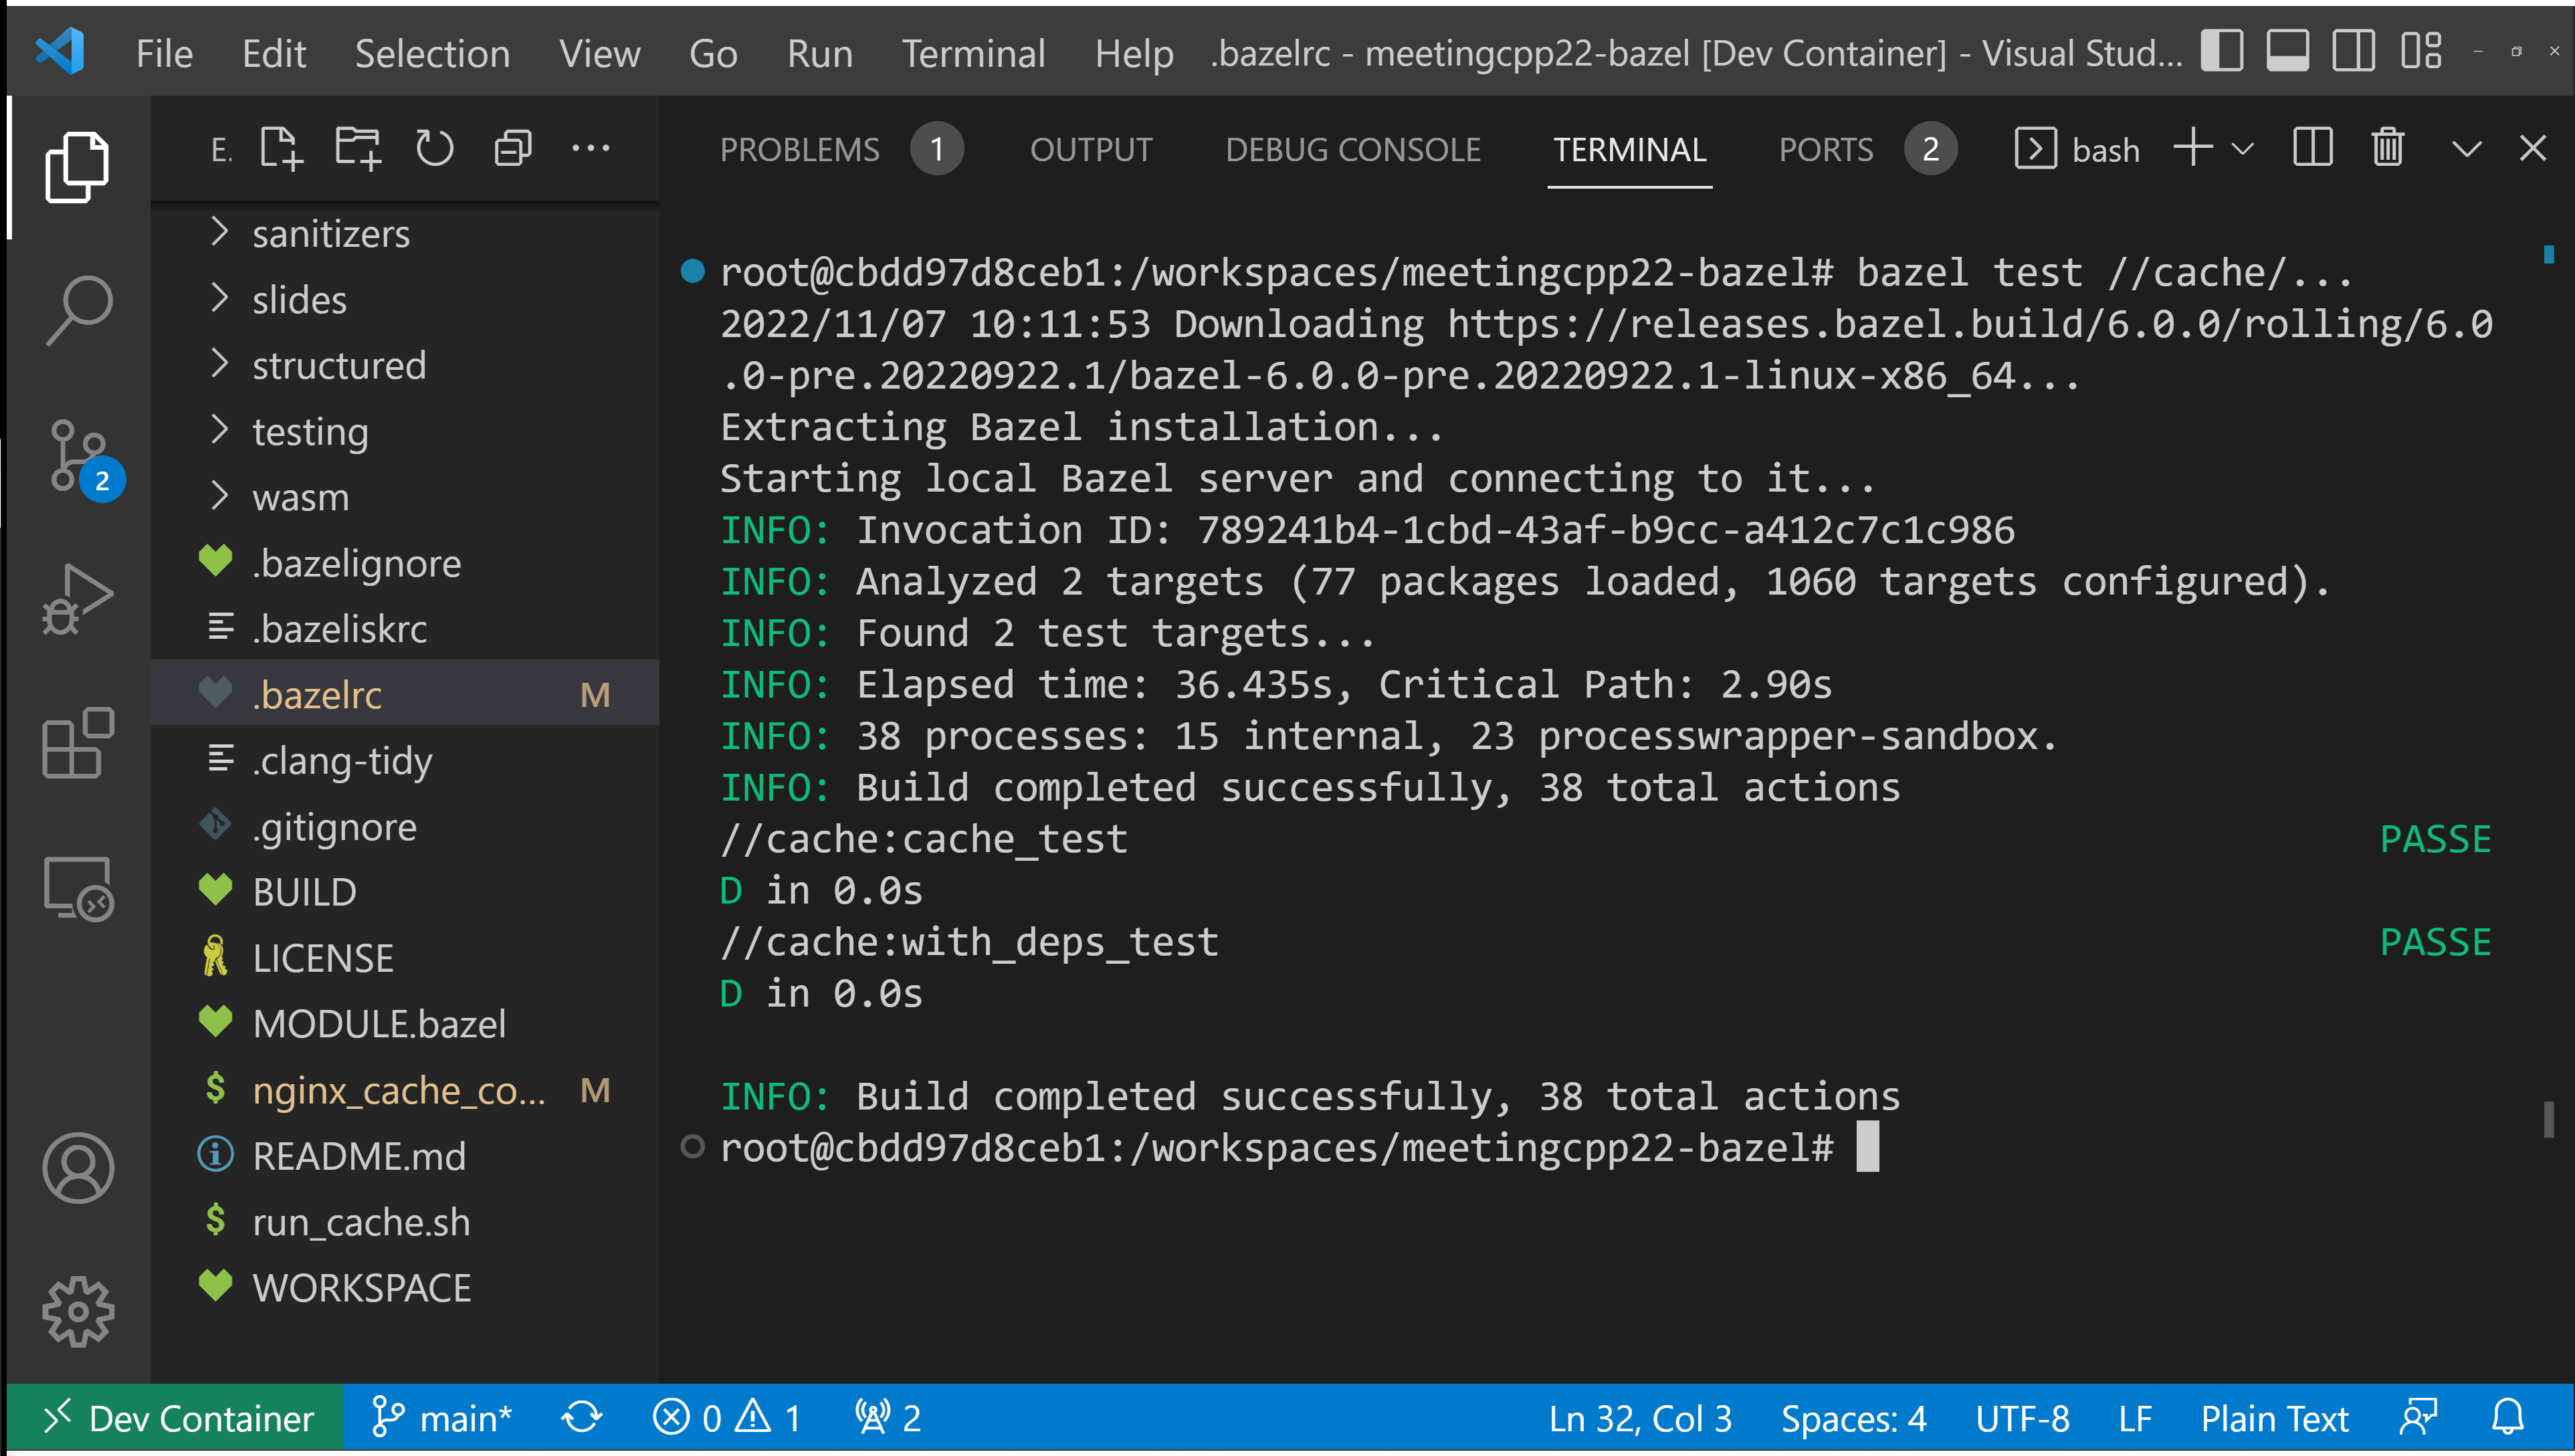 File Edit Selection View Go Run Terminal Help .bazelrc - meetingcpp22-bazel [Dev Container] - Visual Stud...
E.
PROBLEMS 1 OUTPUT DEBUG CONSOLE TERMINAL PORTS 2 bash
sanitizers
slides
structured
testing
wasm
.bazelignore
.bazeliskrc
.bazelrc M
.clang-tidy
.gitignore
BUILD
LICENSE
MODULE.bazel
nginx_cache_co... M
README.md
run_cache.sh
WORKSPACE
2
root@cbdd97d8ceb1:/workspaces/meetingcpp22-bazel# bazel test //cache/...
2022/11/07 10:11:53 Downloading https://releases.bazel.build/6.0.0/rolling/6.0
.0-pre.20220922.1/bazel-6.0.0-pre.20220922.1-linux-x86_64...
Extracting Bazel installation...
Starting local Bazel server and connecting to it...
INFO: Invocation ID: 789241b4-1cbd-43af-b9cc-a412c7c1c986
INFO: Analyzed 2 targets (77 packages loaded, 1060 targets configured).
INFO: Found 2 test targets...
INFO: Elapsed time: 36.435s, Critical Path: 2.90s
INFO: 38 processes: 15 internal, 23 processwrapper-sandbox.
INFO: Build completed successfully, 38 total actions
//cache:cache_test PASSE
D in 0.0s
//cache:with_deps_test PASSE
D in 0.0s
INFO: Build completed successfully, 38 total actions
root@cbdd97d8ceb1:/workspaces/meetingcpp22-bazel#
Dev Container main* 0 1 2 Ln 32, Col 3 Spaces: 4 UTF-8 LF Plain Text